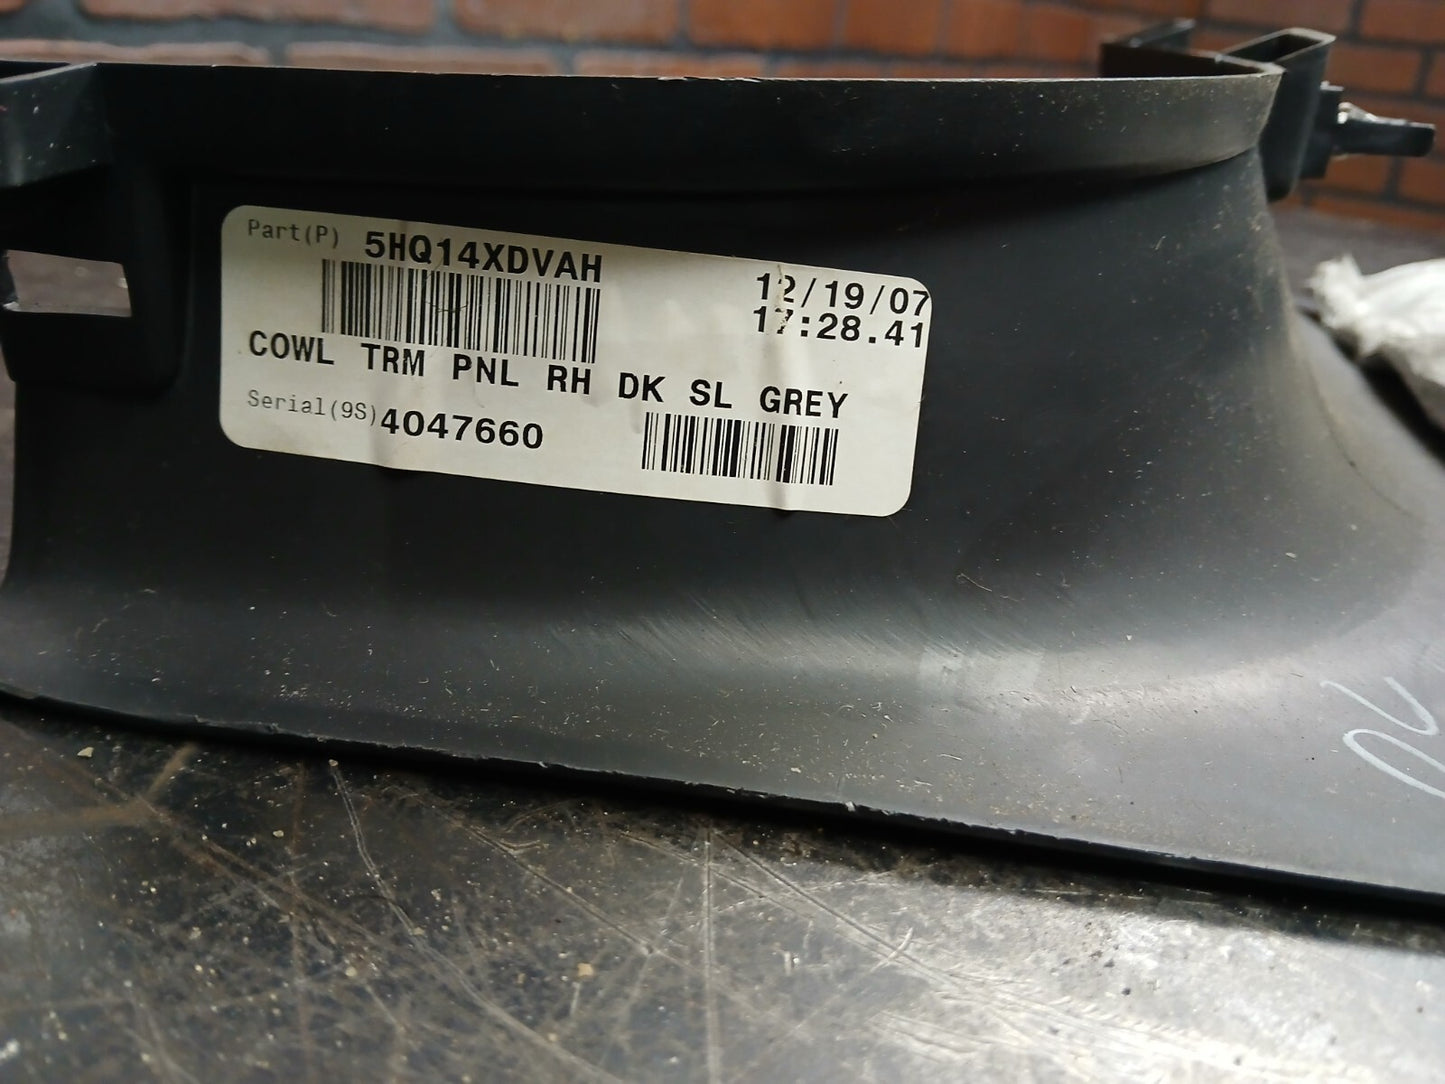 Part(P) 5HQ14XDVAH
12/19/07
17:28.41
COWL TRM PNL RH DK SL GREY
Serial(9S) 4047660